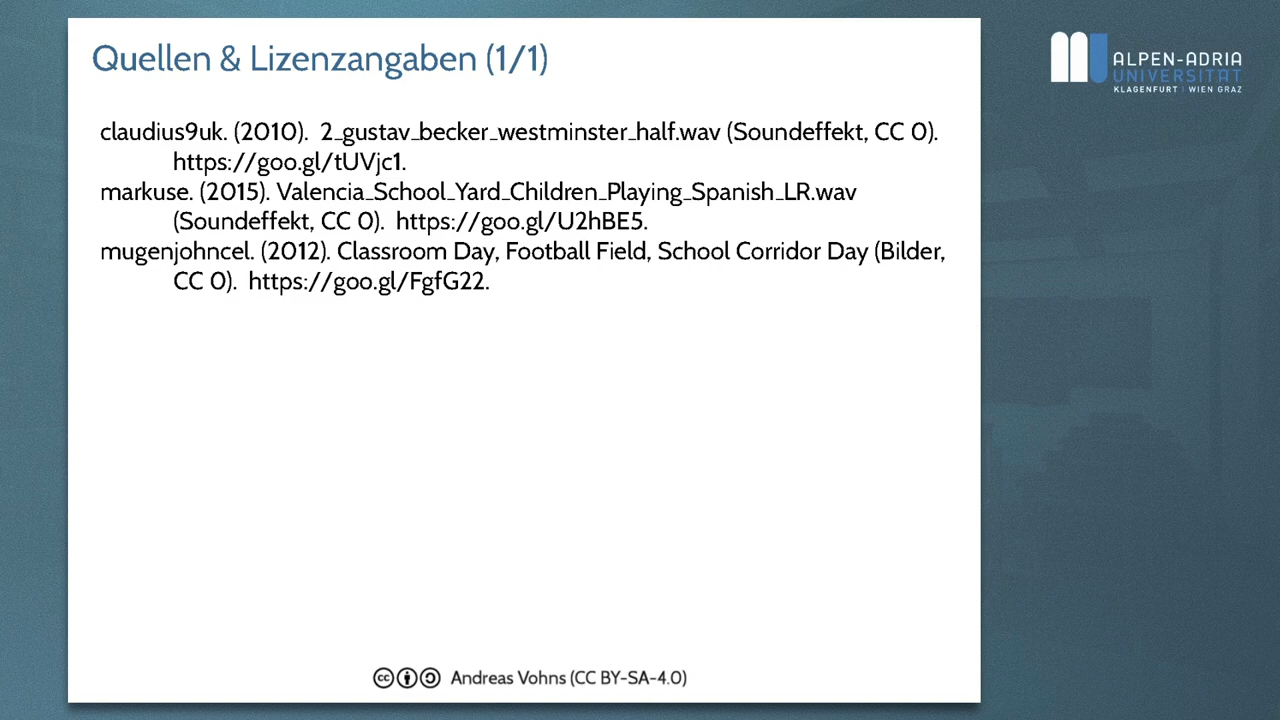 Quellen & Lizenzangaben (1/1)
ALPEN-ADRIA
UNIVERSITÄT
KLAGENFURT | WIEN GRAZ
claudius9uk. (2010). 2_gustav_becker_westminster_half.wav (Soundeffekt, CC 0).
https://goo.gl/tUVjc1.
markuse. (2015). Valencia_School_Yard_Children_Playing_Spanish_LR.wav
(Soundeffekt, CC 0). https://goo.gl/U2hBE5.
mugenjohncel. (2012). Classroom Day, Football Field, School Corridor Day (Bilder,
CC 0). https://goo.gl/FgfG22.
Andreas Vohns (CC BY-SA-4.0)